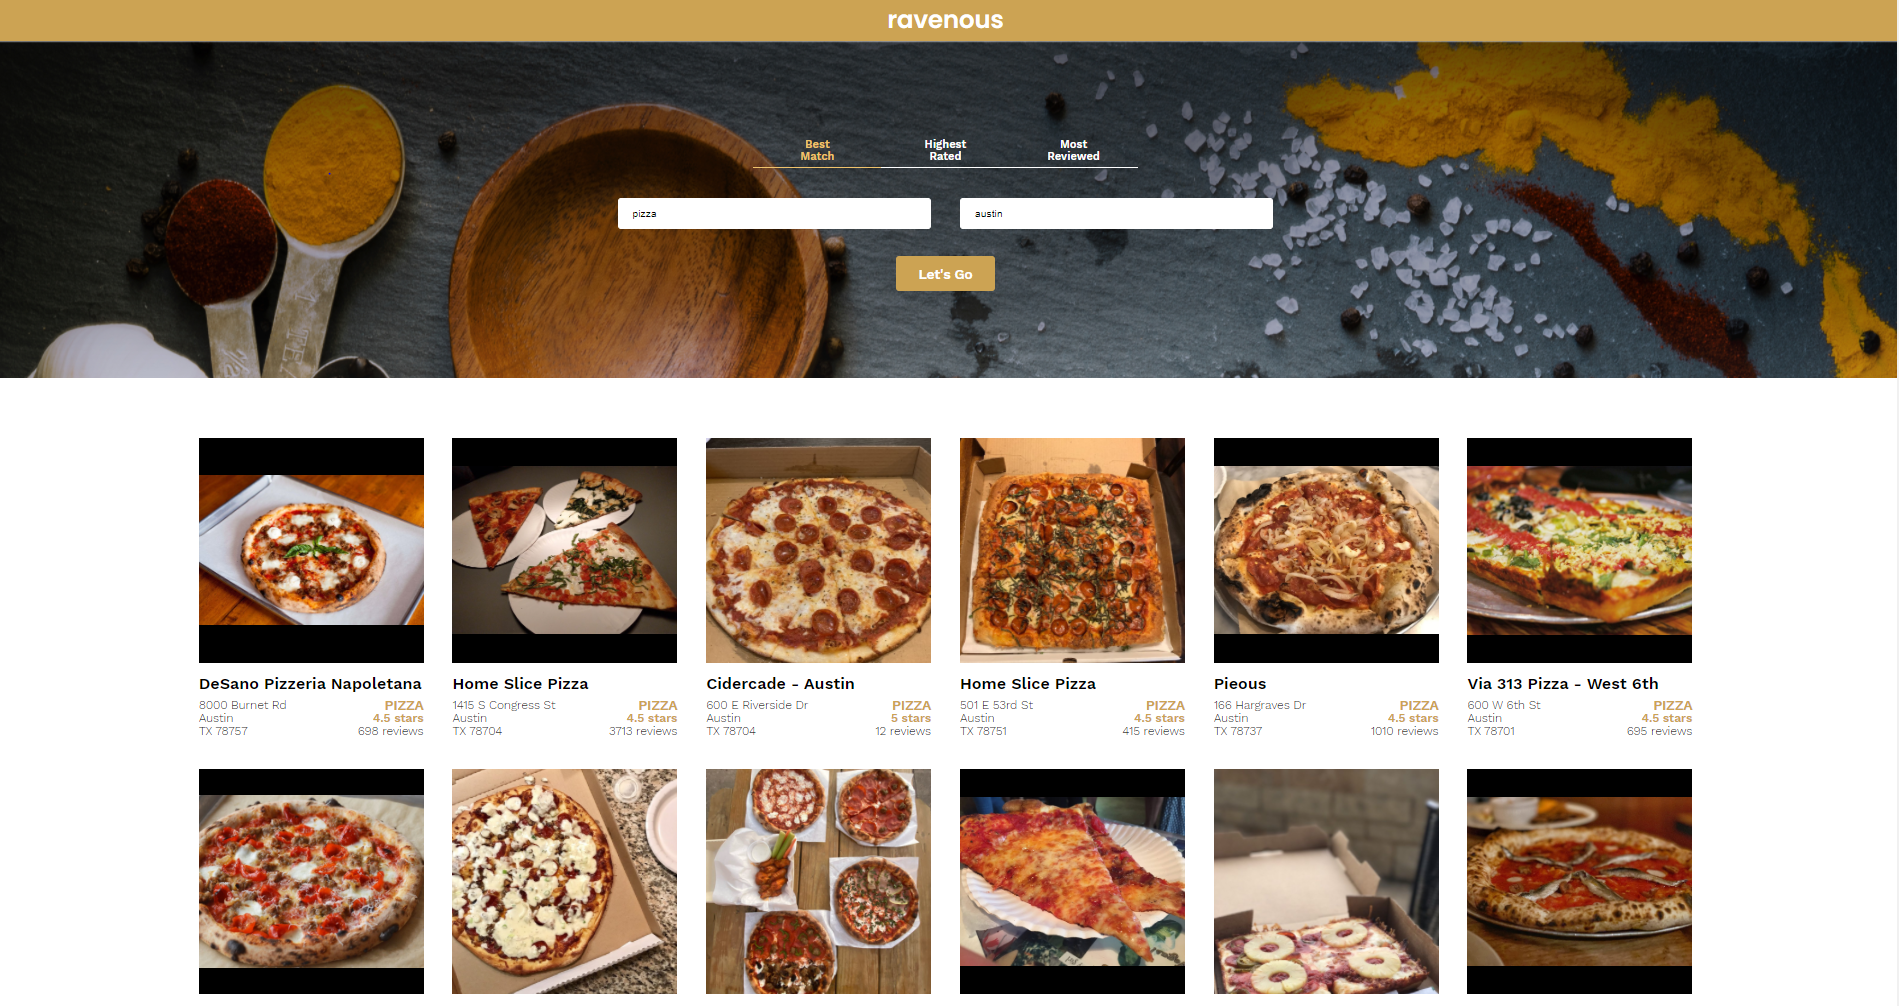 ravenous
Best Match
Highest Rated
Most Reviewed
pizza
austin
Let's Go
DeSano Pizzeria Napoletana
8000 Burnet Rd
Austin
TX 78757
PIZZA
4.5 stars
698 reviews
Home Slice Pizza
1415 S Congress St
Austin
TX 78704
PIZZA
4.5 stars
3713 reviews
Cidercade - Austin
600 E Riverside Dr
Austin
TX 78704
PIZZA
5 stars
12 reviews
Home Slice Pizza
501 E 53rd St
Austin
TX 78751
PIZZA
4.5 stars
415 reviews
Pieous
166 Hargraves Dr
Austin
TX 78737
PIZZA
4.5 stars
1010 reviews
Via 313 Pizza - West 6th
600 W 6th St
Austin
TX 78701
PIZZA
4.5 stars
695 reviews